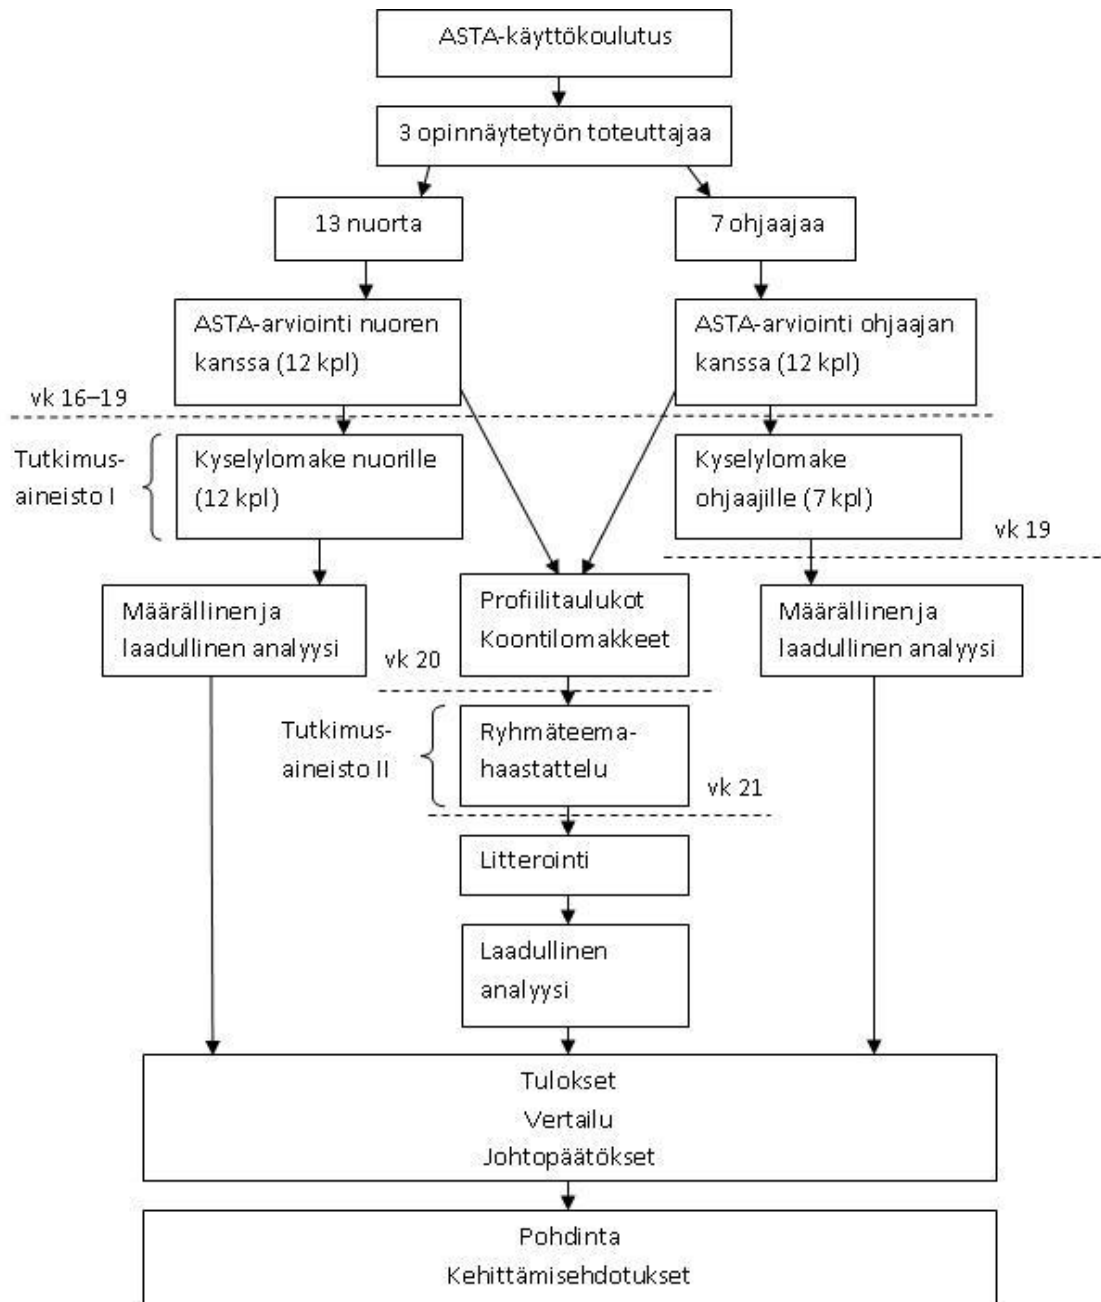 ASTA-käyttökoulutus
3 opinnäytetyön toteuttajaa
13 nuorta
7 ohjaajaa
ASTA-arviointi nuoren
kanssa (12 kpl)
ASTA-arviointi ohjaajan
kanssa (12 kpl)
vk 16–19
Tutkimus-
aineisto I
Kyselylomake nuorille
(12 kpl)
Kyselylomake
ohjaajille (7 kpl)
vk 19
Määrällinen ja
laadullinen analyysi
Profiilitaulukot
Koontilomakkeet
Määrällinen ja
laadullinen analyysi
vk 20
Tutkimus-
aineisto II
Ryhmäteema-
haastattelu
vk 21
Litterointi
Laadullinen
analyysi
Tulokset
Vertailu
Johtopäätökset
Pohdinta
Kehittämisehdotukset